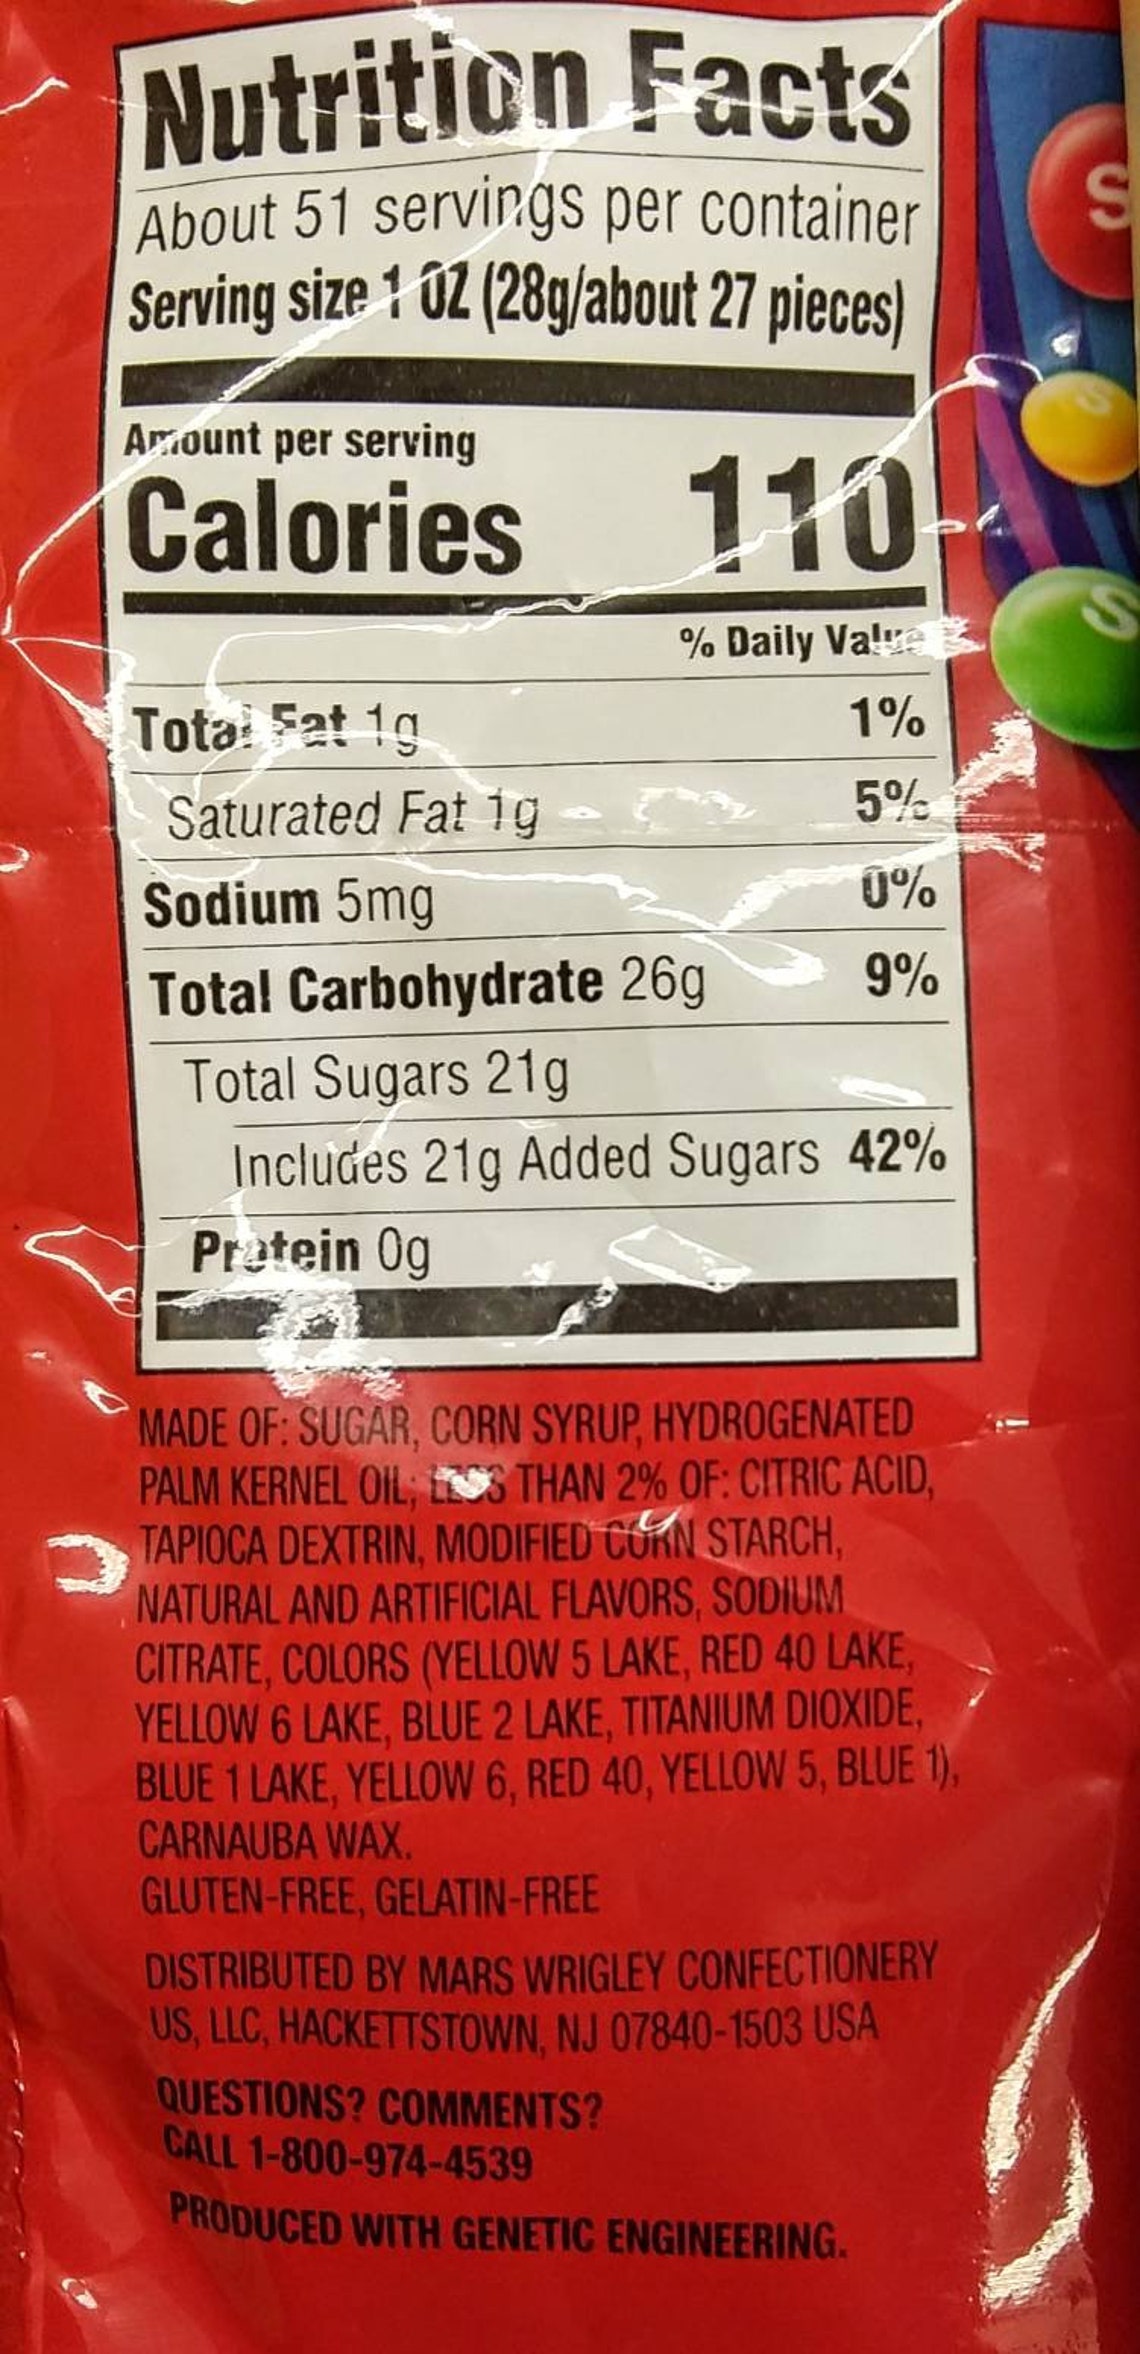 Nutrition Facts
About 51 servings per container
Serving size 1 OZ (28g/about 27 pieces)
Amount per serving
Calories 110
% Daily Value
Total Fat 1g 1%
Saturated Fat 1g 5%
Sodium 5mg 0%
Total Carbohydrate 26g 9%
Total Sugars 21g
Includes 21g Added Sugars 42%
Protein 0g
MADE OF: SUGAR, CORN SYRUP, HYDROGENATED
PALM KERNEL OIL; LESS THAN 2% OF: CITRIC ACID,
TAPIOCA DEXTRIN, MODIFIED CORN STARCH,
NATURAL AND ARTIFICIAL FLAVORS, SODIUM
CITRATE, COLORS (YELLOW 5 LAKE, RED 40 LAKE,
YELLOW 6 LAKE, BLUE 2 LAKE, TITANIUM DIOXIDE,
BLUE 1 LAKE, YELLOW 6, RED 40, YELLOW 5, BLUE 1),
CARNAUBA WAX.
GLUTEN-FREE, GELATIN-FREE
DISTRIBUTED BY MARS WRIGLEY CONFECTIONERY
US, LLC, HACKETTSTOWN, NJ 07840-1503 USA
QUESTIONS? COMMENTS?
CALL 1-800-974-4539
PRODUCED WITH GENETIC ENGINEERING.
S
S
S